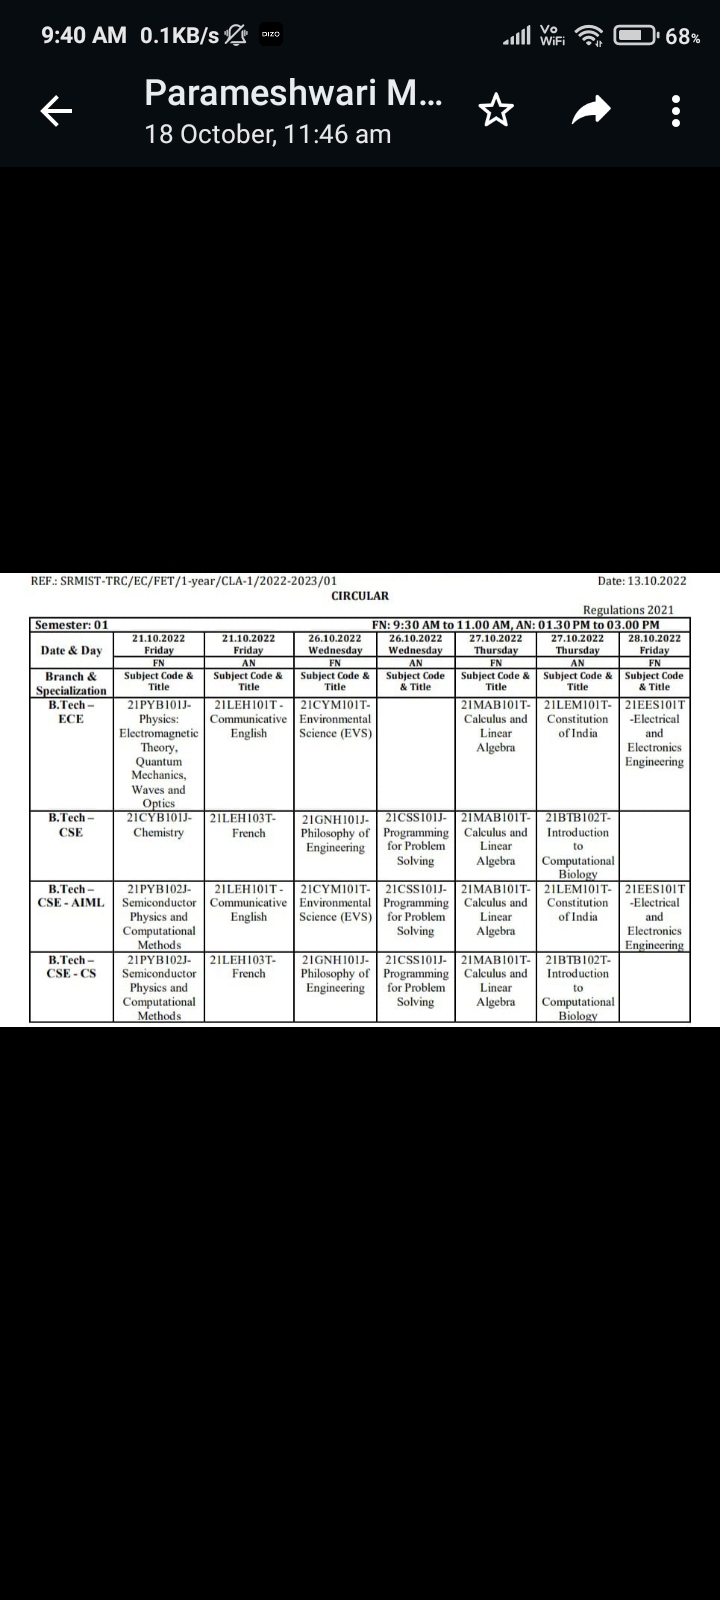 9:40 AM 0.1KB/s DIZO Vo WiFi 68%
Parameshwari M...
18 October, 11:46 am
REF.: SRMIST-TRC/EC/FET/1-year/CLA-1/2022-2023/01 Date: 13.10.2022
CIRCULAR
Regulations 2021
Semester: 01 FN: 9:30 AM to 11.00 AM, AN: 01.30 PM to 03.00 PM
Date & Day
21.10.2022
Friday
FN
21.10.2022
Friday
AN
26.10.2022
Wednesday
FN
26.10.2022
Wednesday
AN
27.10.2022
Thursday
FN
27.10.2022
Thursday
AN
28.10.2022
Friday
FN
Branch &
Specialization
Subject Code &
Title
Subject Code &
Title
Subject Code &
Title
Subject Code
& Title
Subject Code &
Title
Subject Code &
Title
Subject Code
& Title
B.Tech –
ECE
21PYB101J-
Physics:
Electromagnetic
Theory,
Quantum
Mechanics,
Waves and
Optics
21LEH101T -
Communicative
English
21CYM101T-
Environmental
Science (EVS)
21MAB101T-
Calculus and
Linear
Algebra
21LEM101T-
Constitution
of India
21EES101T
-Electrical
and
Electronics
Engineering
B.Tech –
CSE
21CYB101J-
Chemistry
21LEH103T-
French
21GNH101J-
Philosophy of
Engineering
21CSS101J-
Programming
for Problem
Solving
21MAB101T-
Calculus and
Linear
Algebra
21BTB102T-
Introduction
to
Computational
Biology
B.Tech –
CSE - AIML
21PYB102J-
Semiconductor
Physics and
Computational
Methods
21LEH101T -
Communicative
English
21CYM101T-
Environmental
Science (EVS)
21CSS101J-
Programming
for Problem
Solving
21MAB101T-
Calculus and
Linear
Algebra
21LEM101T-
Constitution
of India
21EES101T
-Electrical
and
Electronics
Engineering
B.Tech –
CSE - CS
21PYB102J-
Semiconductor
Physics and
Computational
Methods
21LEH103T-
French
21GNH101J-
Philosophy of
Engineering
21CSS101J-
Programming
for Problem
Solving
21MAB101T-
Calculus and
Linear
Algebra
21BTB102T-
Introduction
to
Computational
Biology